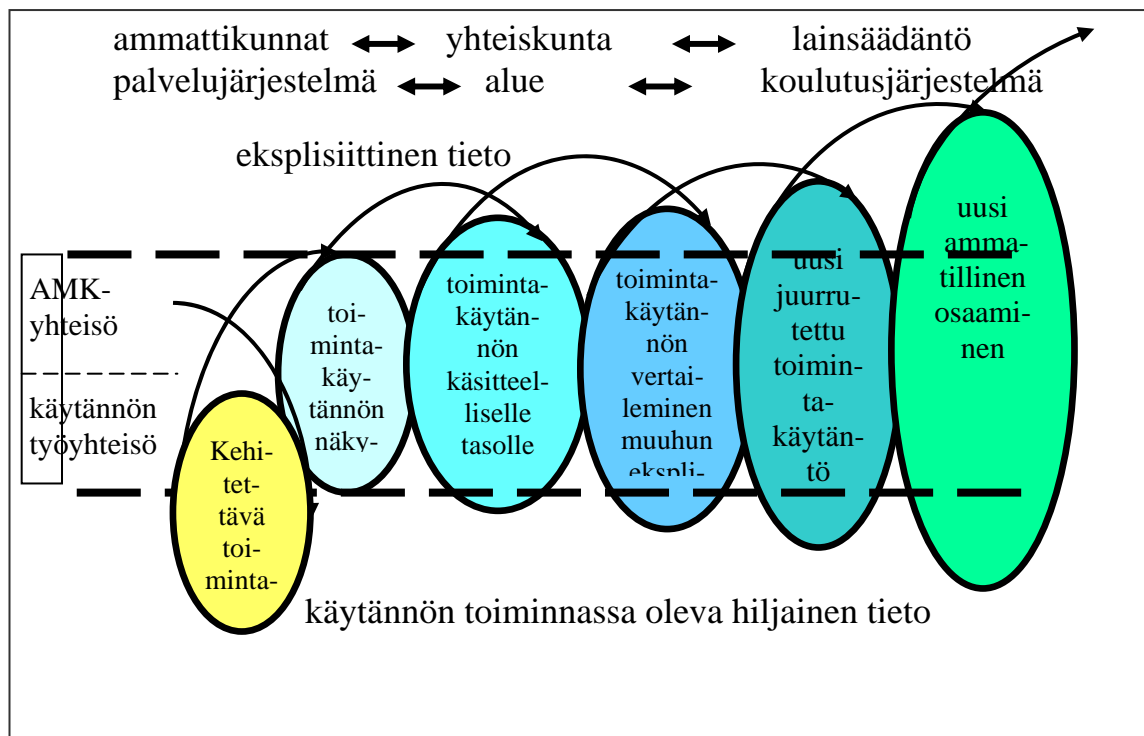 ammattikunnat yhteiskunta lainsäädäntö
palvelujärjestelmä alue koulutusjärjestelmä
eksplisiittinen tieto
AMK-
yhteisö
käytännön
työyhteisö
Kehi-
tet-
tävä
toi-
minta-
toi-
minta-
käy-
tännön
näky-
toiminta-
käytän-
nön
käsitteel-
liselle
tasolle
toiminta-
käytän-
nön
vertai-
leminen
muuhun
ekspli-
uusi
juurru-
tettu
toimin-
ta-
käytän-
tö
uusi
amma-
tillinen
osaami-
nen
käytännön toiminnassa oleva hiljainen tieto